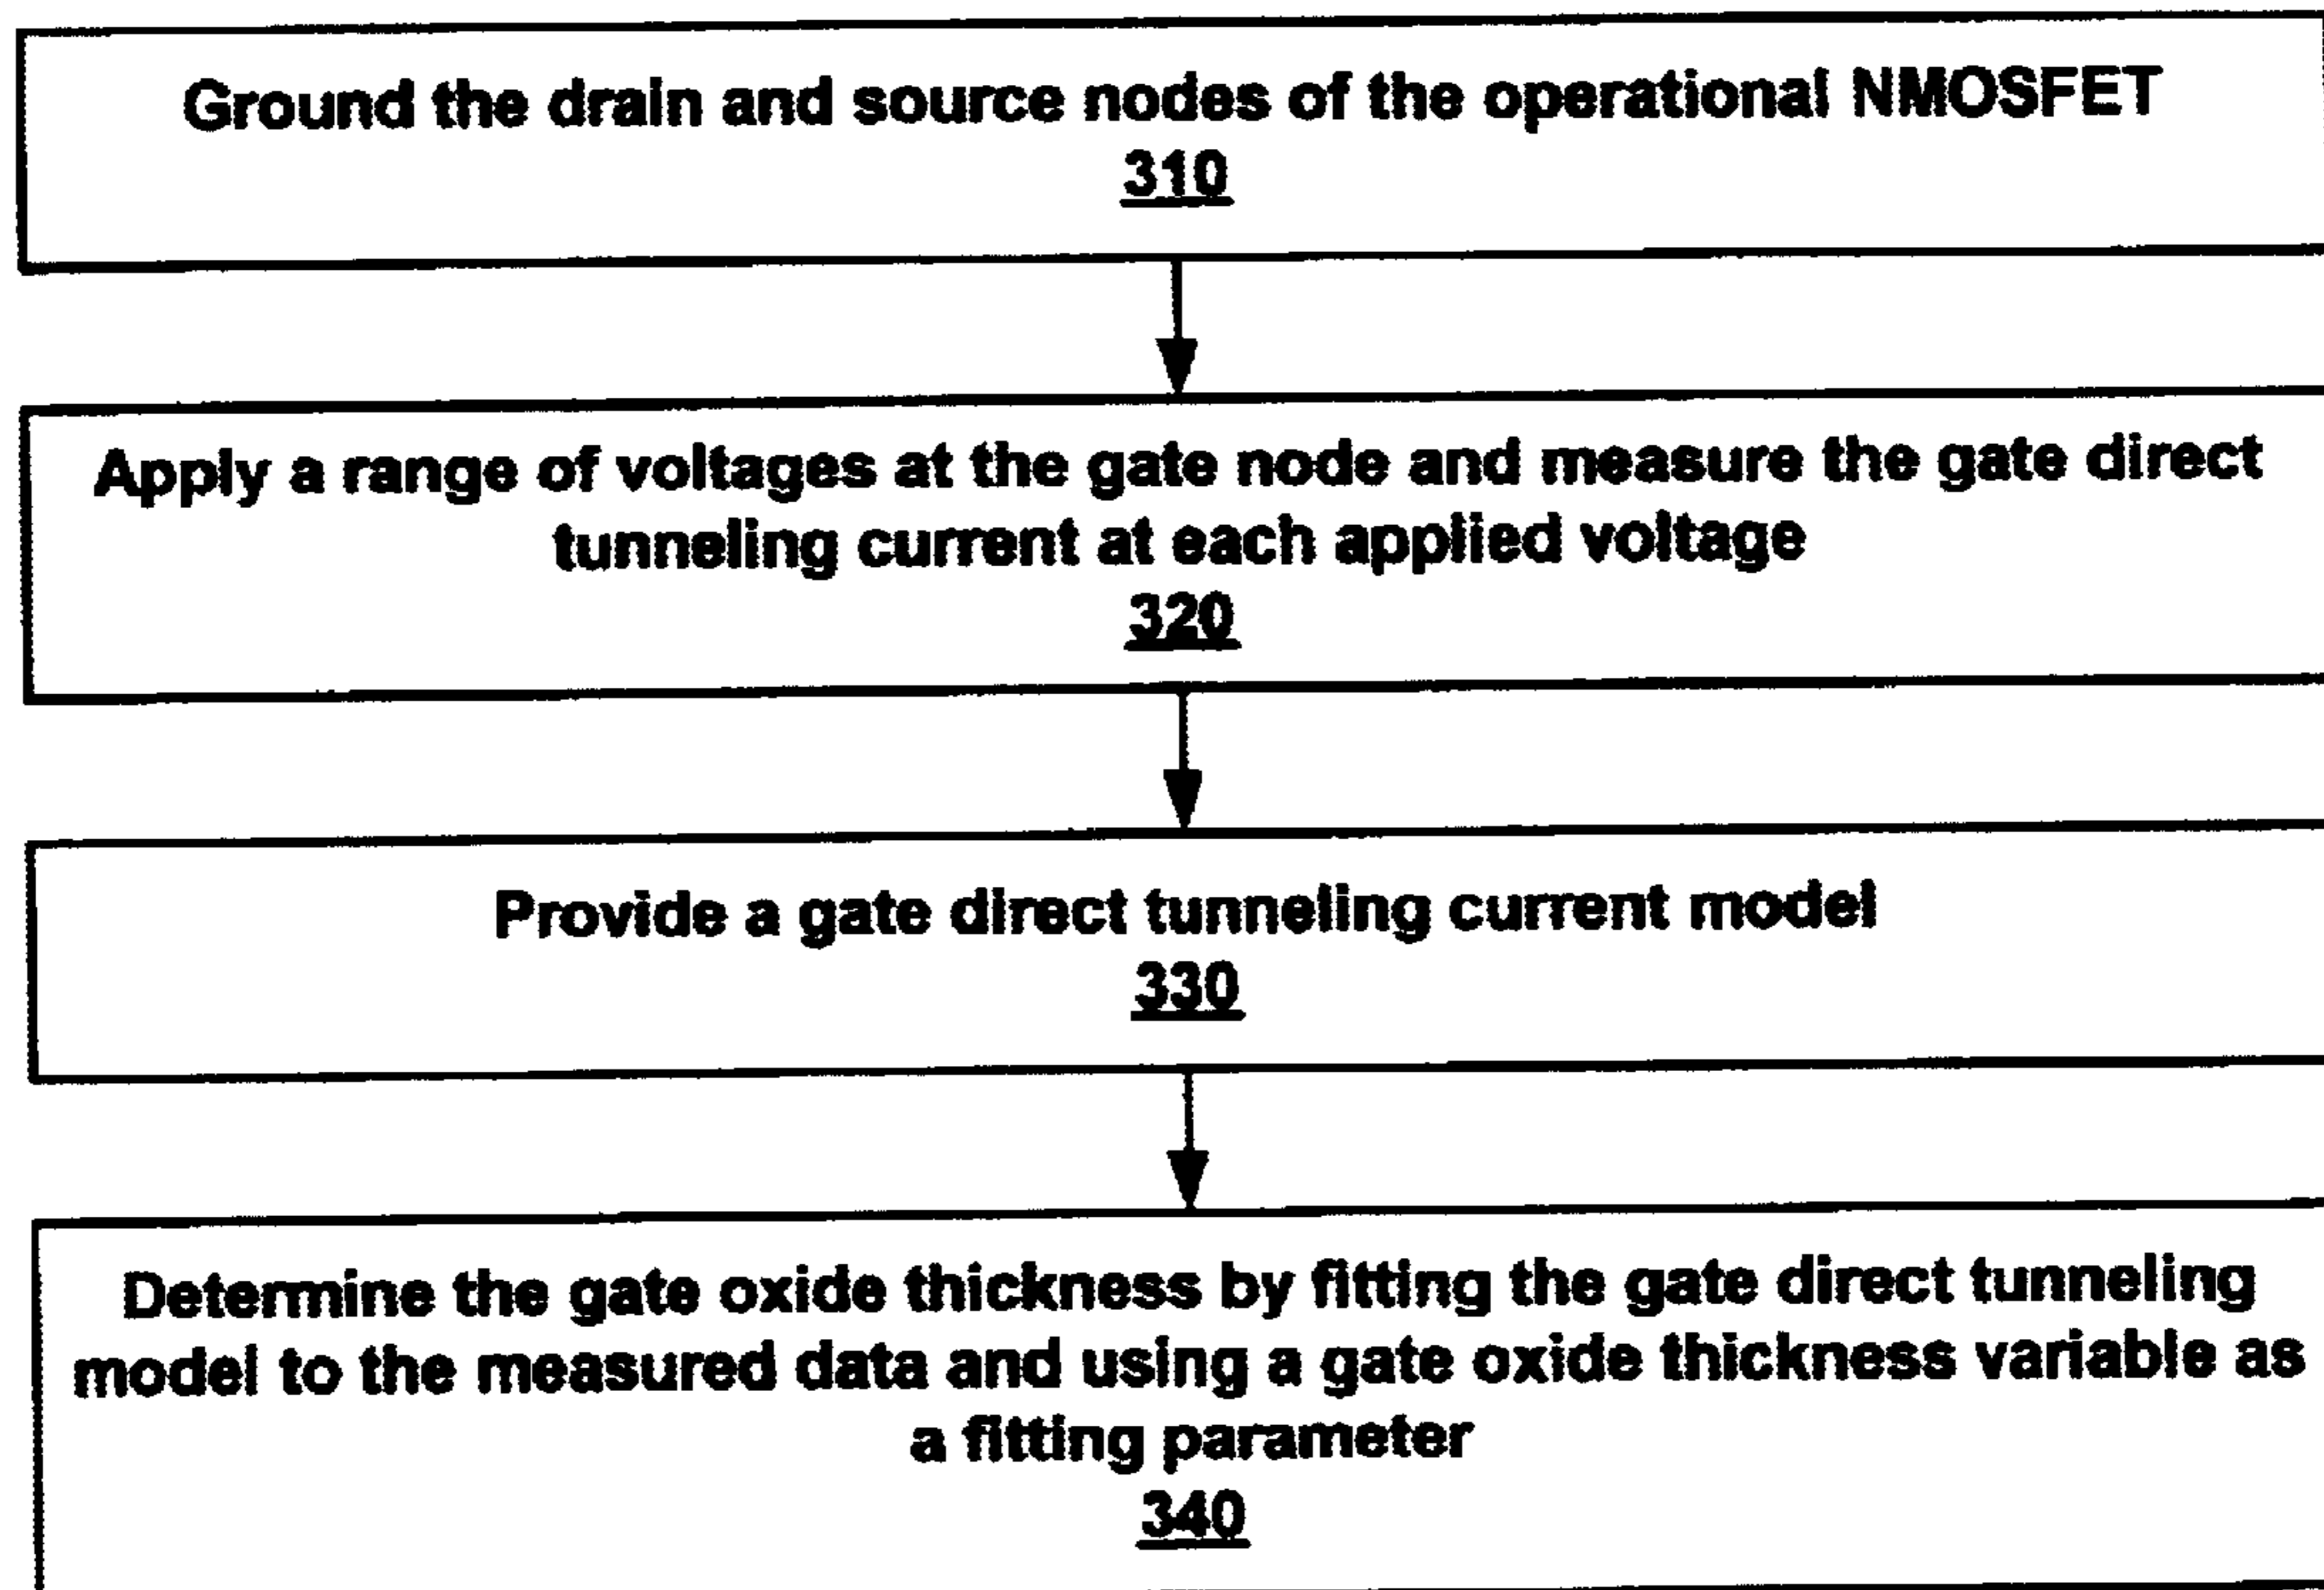 Ground the drain and source nodes of the operational NMOSFET
310
Apply a range of voltages at the gate node and measure the gate direct
tunneling current at each applied voltage
320
Provide a gate direct tunneling current model
330
Determine the gate oxide thickness by fitting the gate direct tunneling
model to the measured data and using a gate oxide thickness variable as
a fitting parameter
340